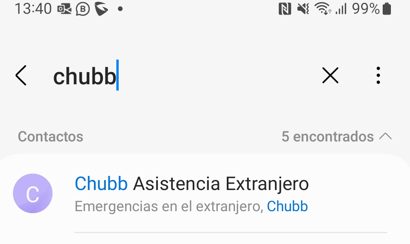 13:40 99%
chubb
Contactos 5 encontrados
C
Chubb Asistencia Extranjero
Emergencias en el extranjero, Chubb